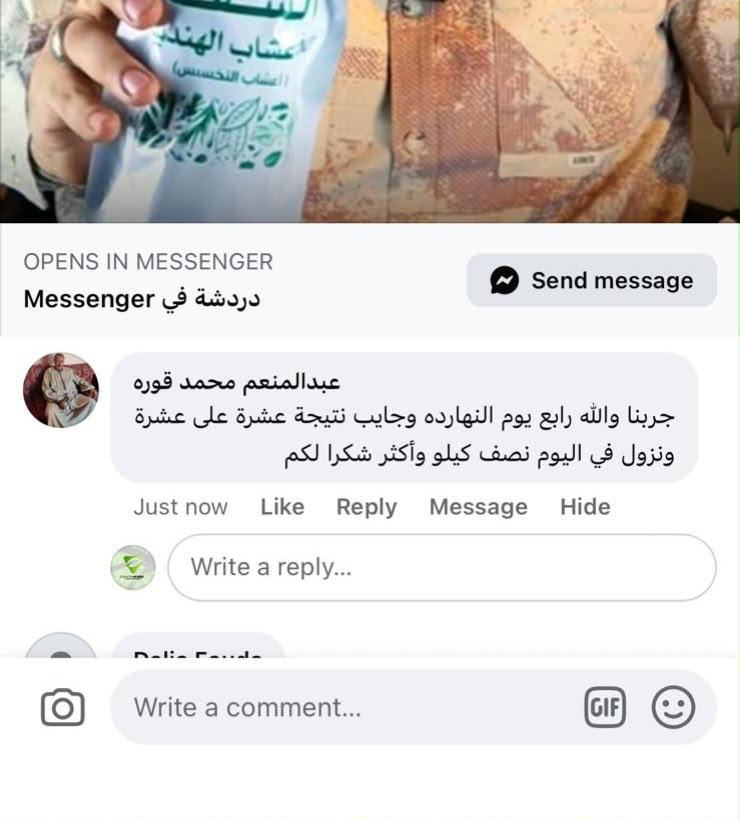 أعشاب الهند
(اعشاب التخسيس)
OPENS IN MESSENGER
دردشة في Messenger
Send message
عبدالمنعم محمد قوره
جربنا والله رابع يوم النهارده وجايب نتيجة عشرة على عشرة
ونزول في اليوم نصف كيلو وأكثر شكرا لكم
Just now Like Reply Message Hide
Write a reply...
Write a comment...
GIF